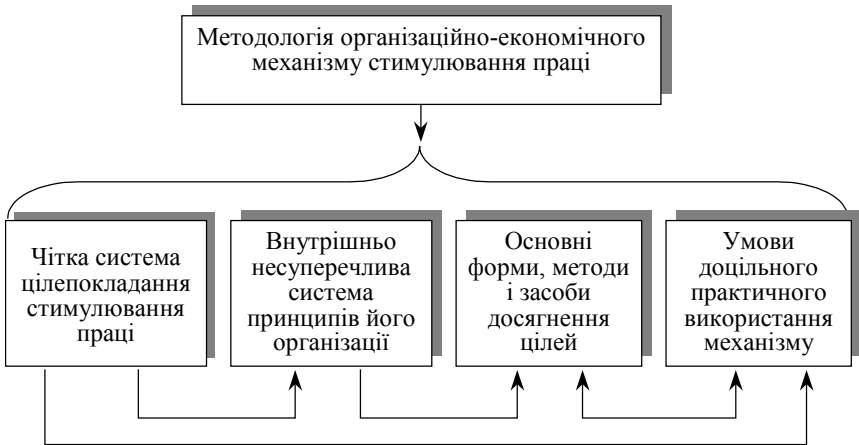 Методологія організаційно-економічного
механізму стимулювання праці
Чітка система
цілепокладання
стимулювання
праці
Внутрішньо
несуперечлива
система
принципів його
організації
Основні
форми, методи
і засоби
досягнення
цілей
Умови
доцільного
практичного
використання
механізму